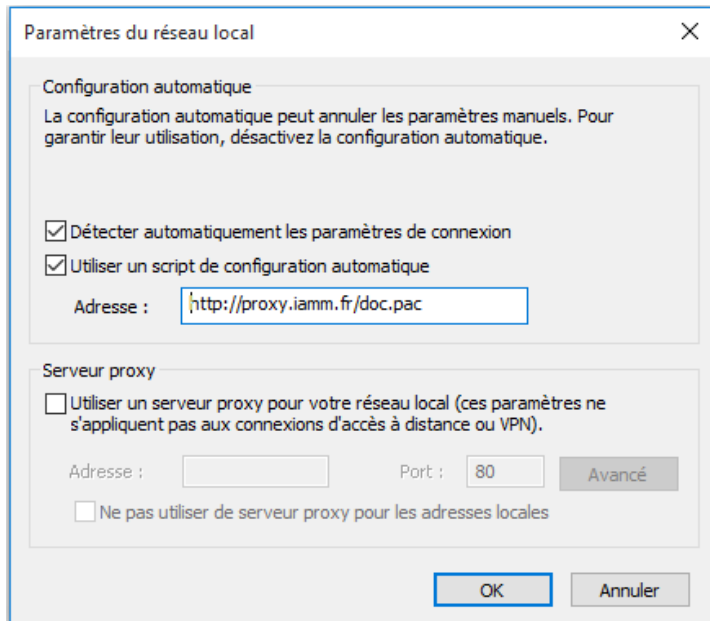 Paramètres du réseau local
Configuration automatique
La configuration automatique peut annuler les paramètres manuels. Pour
garantir leur utilisation, désactivez la configuration automatique.
Détecter automatiquement les paramètres de connexion
Utiliser un script de configuration automatique
Adresse : http://proxy.iamm.fr/doc.pac
Serveur proxy
Utiliser un serveur proxy pour votre réseau local (ces paramètres ne
s'appliquent pas aux connexions d'accès à distance ou VPN).
Adresse : Port : 80 Avancé
Ne pas utiliser de serveur proxy pour les adresses locales
OK Annuler